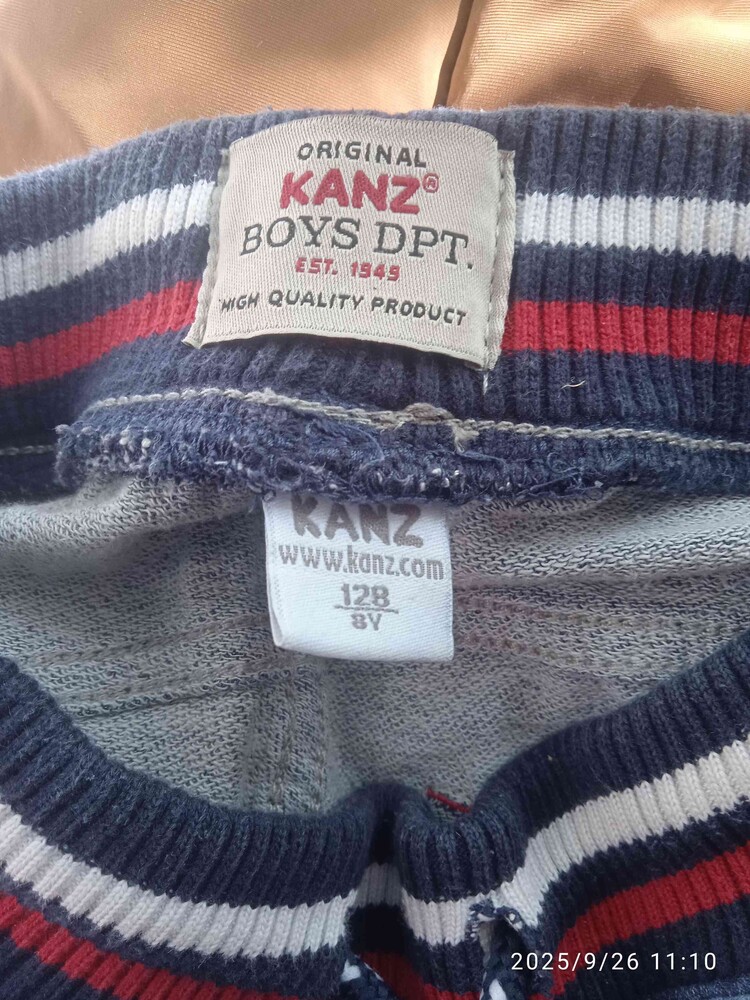 ORIGINAL
KANZ®
BOYS DPT.
EST. 1949
HIGH QUALITY PRODUCT
KANZ
www.kanz.com
128
8Y
2025/9/26 11:10